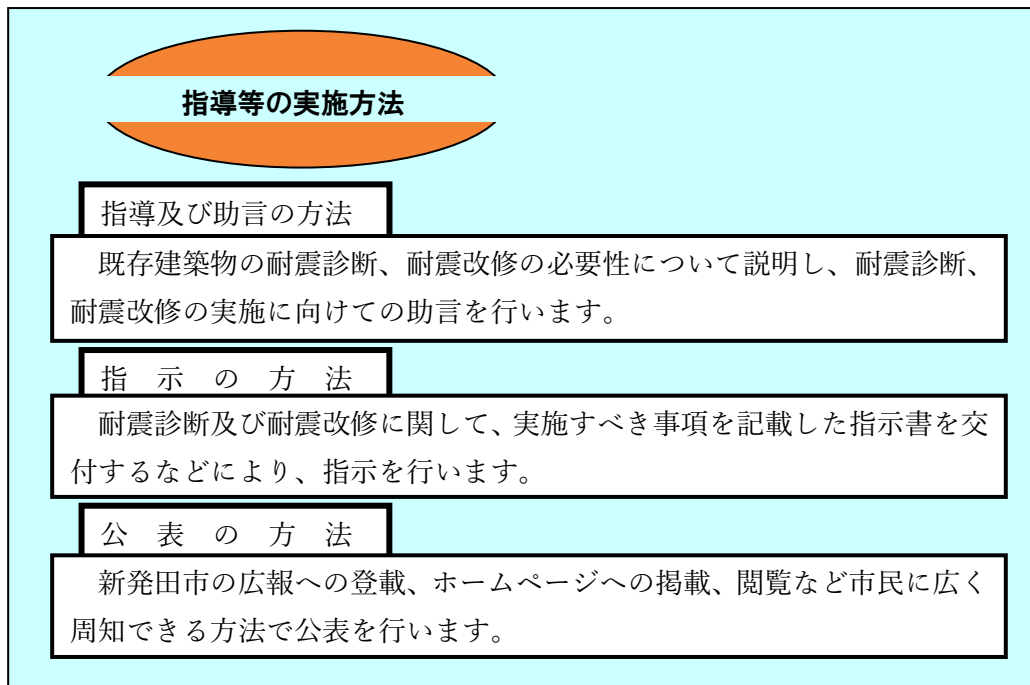 指導等の実施方法
指導及び助言の方法
既存建築物の耐震診断、耐震改修の必要性について説明し、耐震診断、
耐震改修の実施に向けての助言を行います。
指示の方法
耐震診断及び耐震改修に関して、実施すべき事項を記載した指示書を交
付するなどにより、指示を行います。
公表の方法
新発田市の広報への登載、ホームページへの掲載、閲覧など市民に広く
周知できる方法で公表を行います。